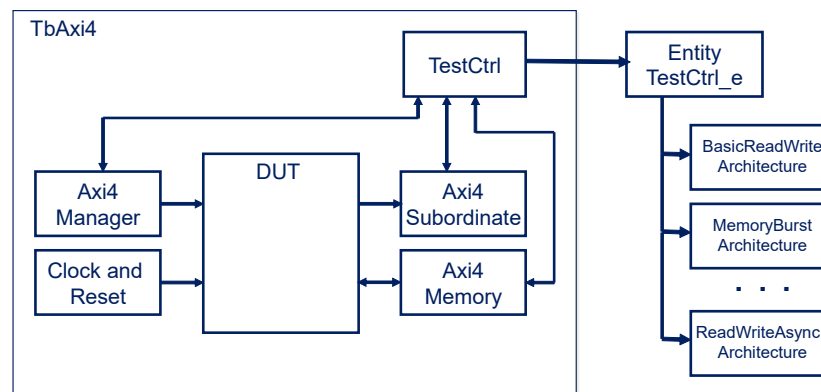 TbAxi4
TestCtrl
Entity
TestCtrl_e
BasicReadWrite
Architecture
DUT
Axi4
Manager
Axi4
Subordinate
MemoryBurst
Architecture
Clock and
Reset
Axi4
Memory
. . .
ReadWriteAsync
Architecture